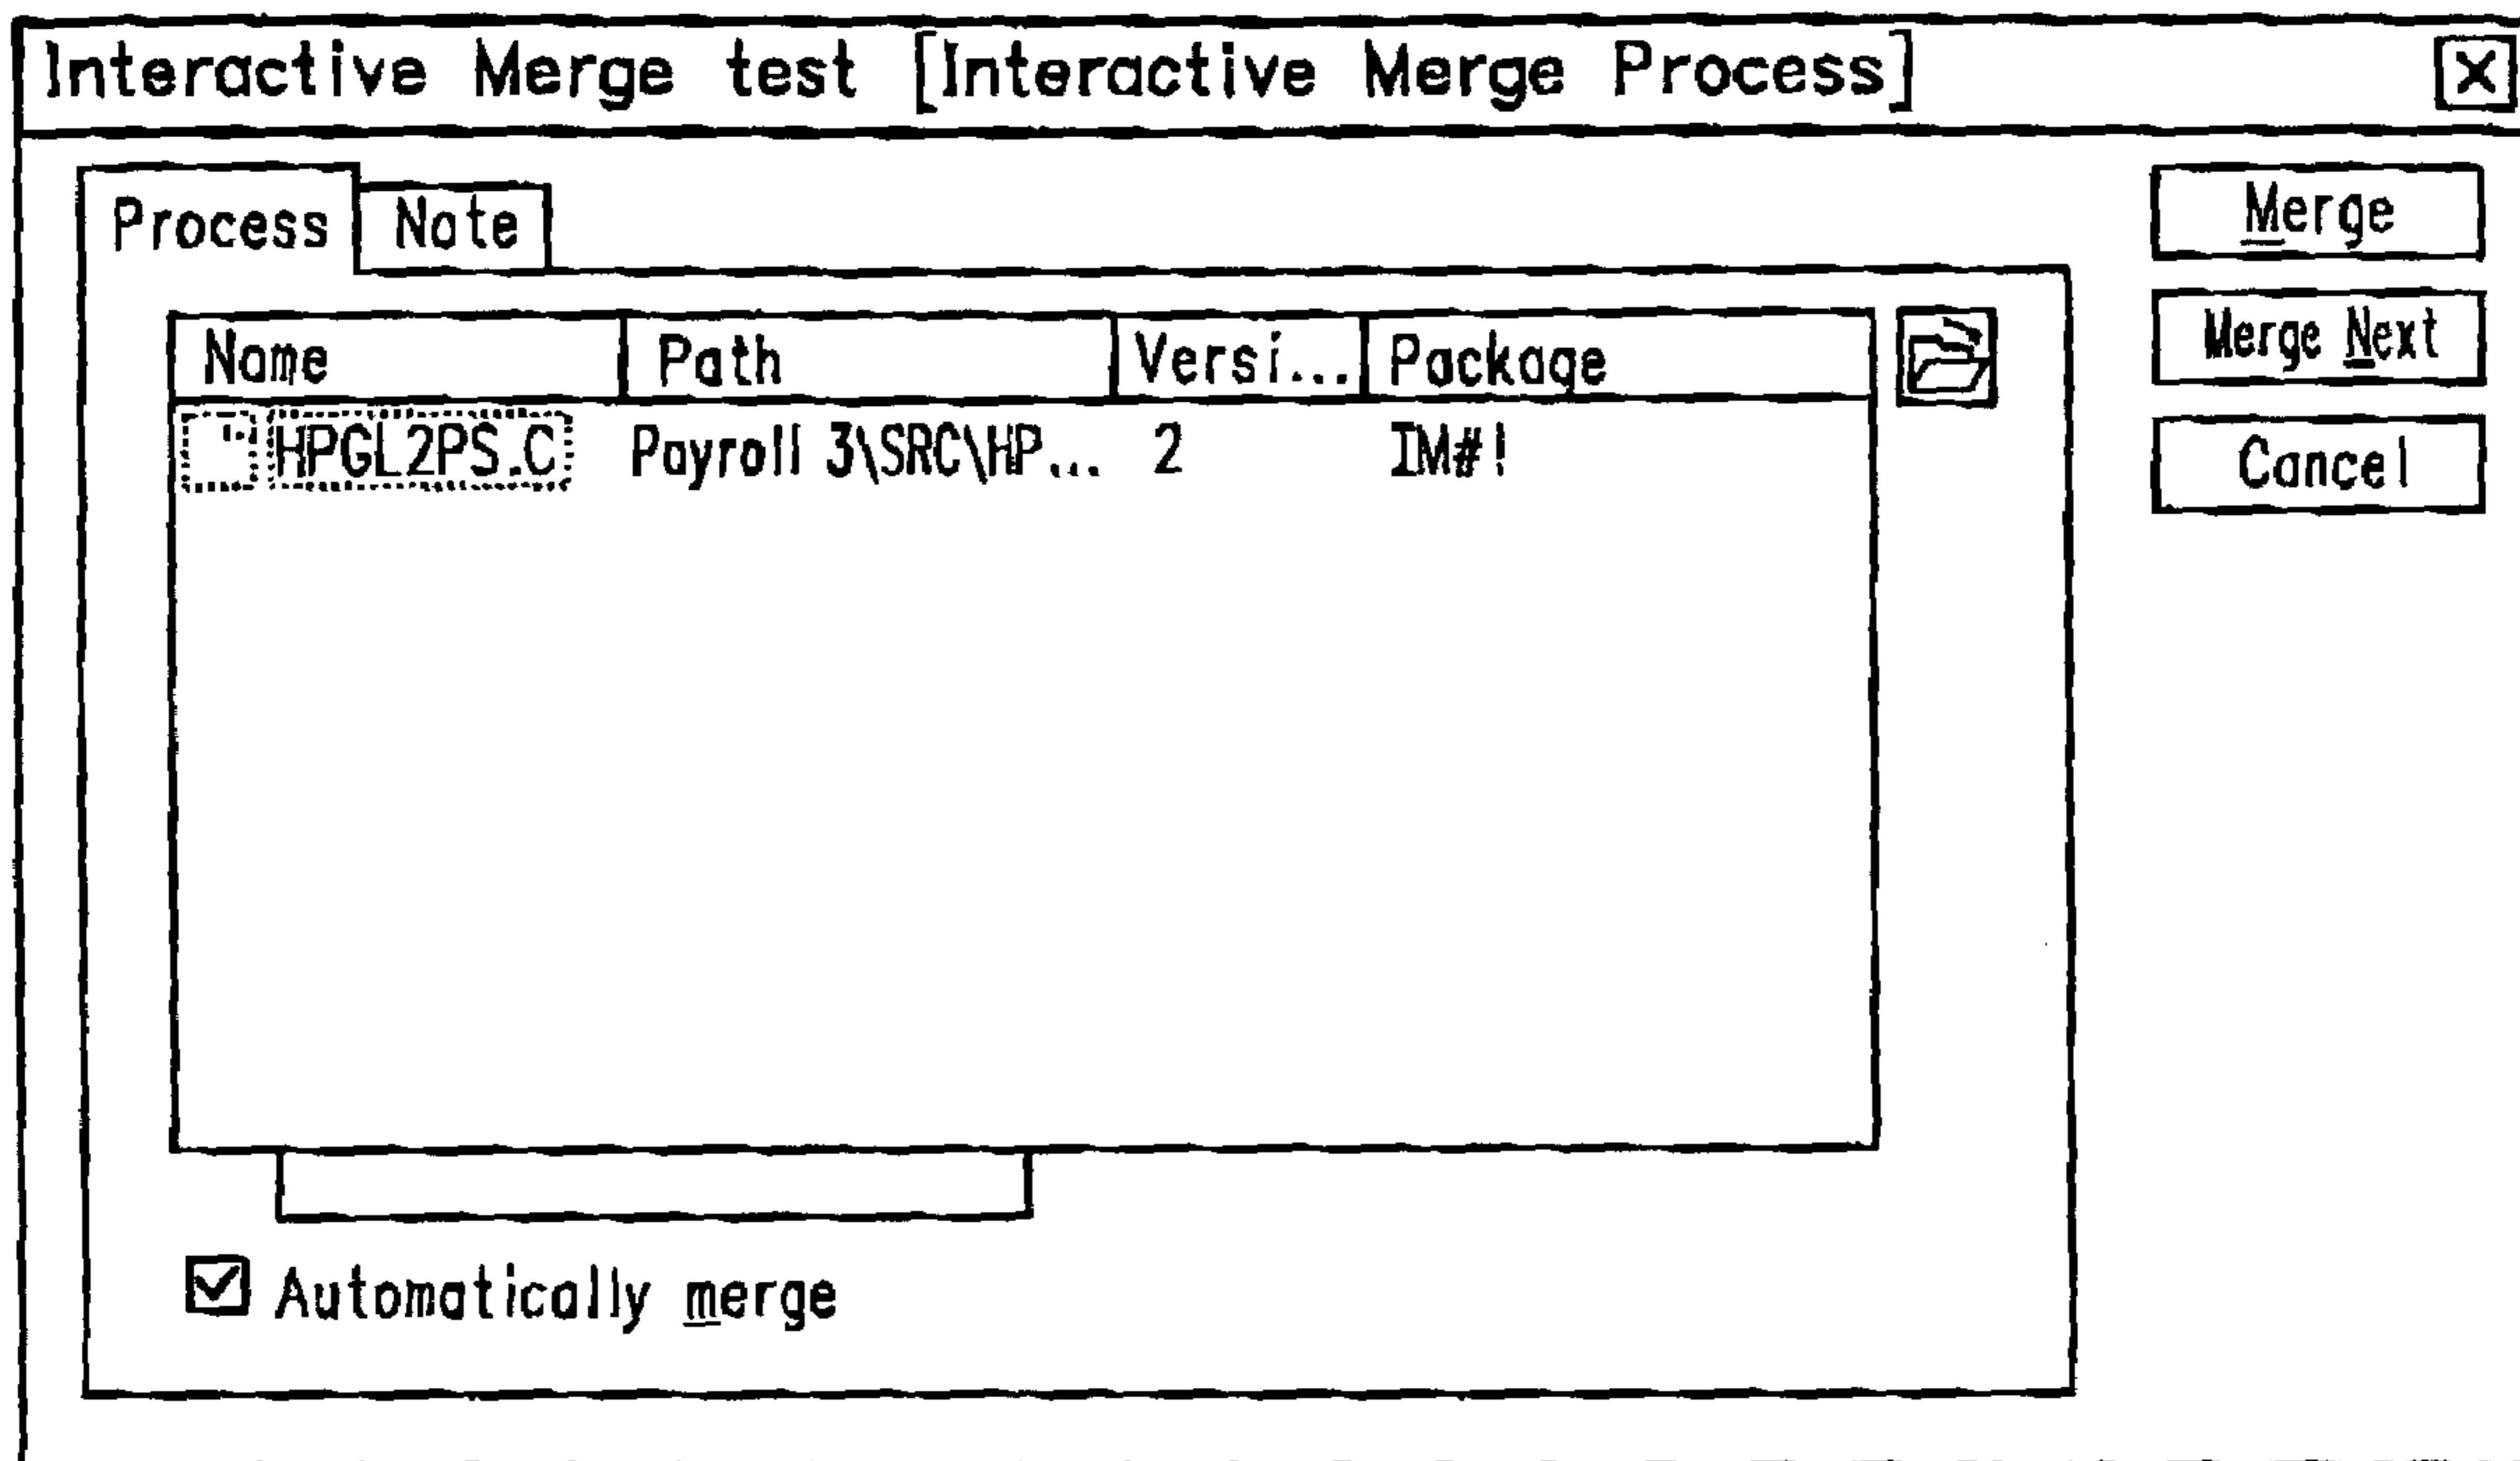 Interactive Merge test [Interactive Merge Process]
Process Note
Merge
Merge Next
Cancel
Name Path Versi... Package
HPGL2PS.C Payroll 3\SRC\HP... 2 IM#!
Automatically merge